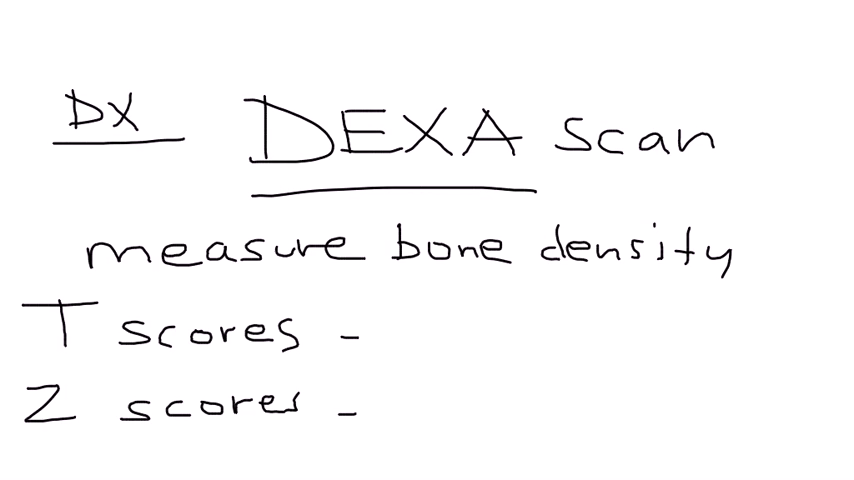 DX DEXA scan
measure bone density
T scores -
Z scores -